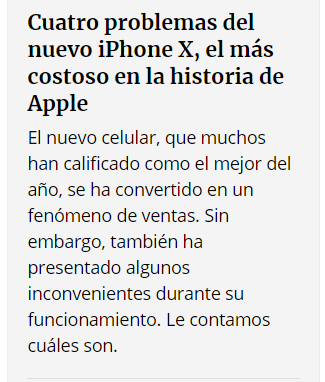 Cuatro problemas del
nuevo iPhone X, el más
costoso en la historia de
Apple
El nuevo celular, que muchos
han calificado como el mejor del
año, se ha convertido en un
fenómeno de ventas. Sin
embargo, también ha
presentado algunos
inconvenientes durante su
funcionamiento. Le contamos
cuáles son.